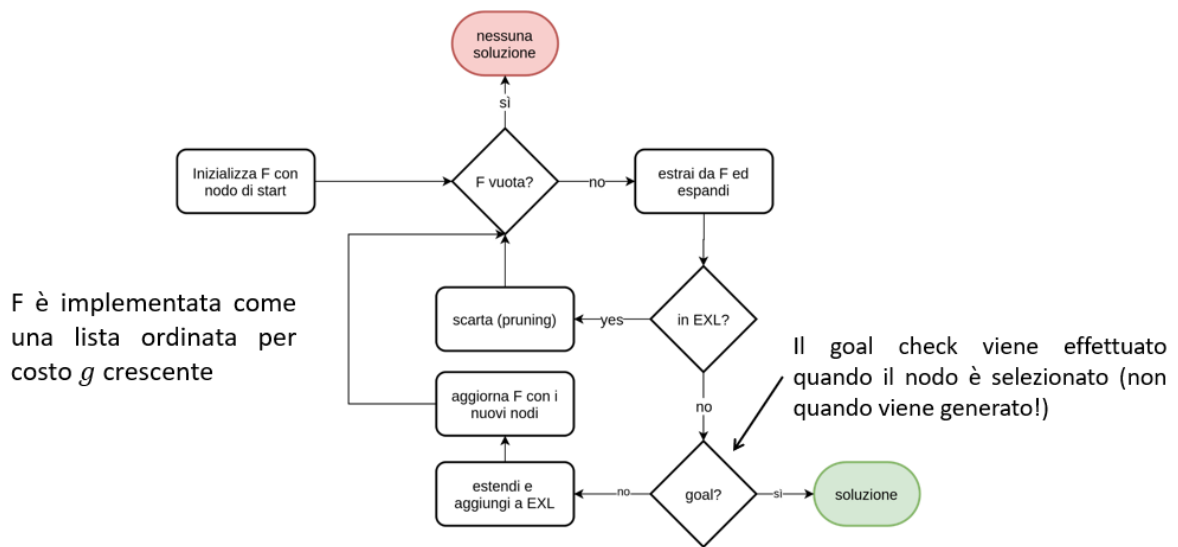 nessuna
soluzione
sì
Inizializza F con
nodo di start
F vuota?
no
estrai da F ed
espandi
F è implementata come
una lista ordinata per
costo g crescente
scarta (pruning)
yes
in EXL?
Il goal check viene effettuato
quando il nodo è selezionato (non
quando viene generato!)
aggiorna F con i
nuovi nodi
no
estendi e
aggiungi a EXL
no
goal?
sì
soluzione